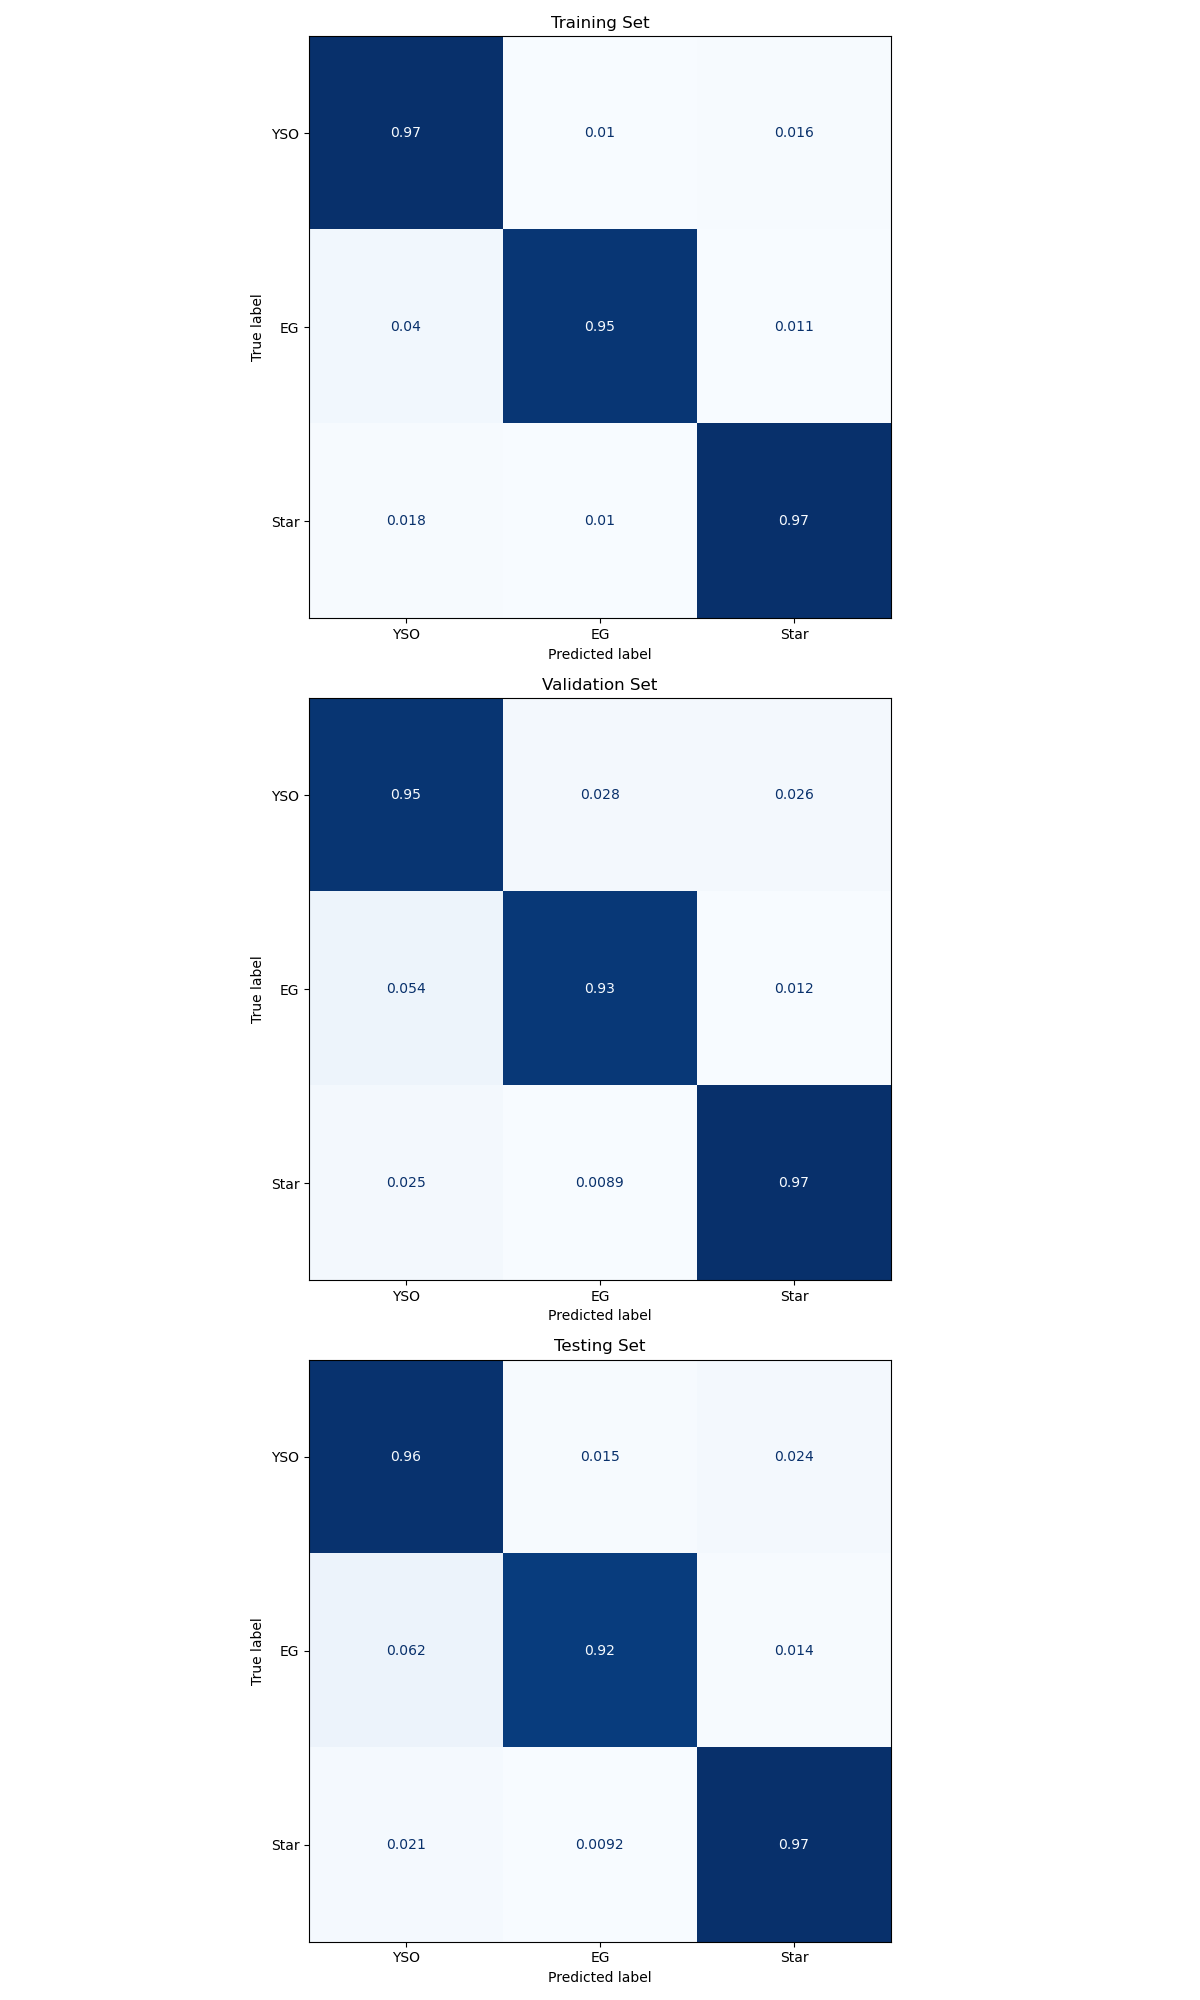 Training Set
YSO 0.97 0.01 0.016
True label
EG 0.04 0.95 0.011
Star 0.018 0.01 0.97
YSO EG Star
Predicted label
Validation Set
YSO 0.95 0.028 0.026
True label
EG 0.054 0.93 0.012
Star 0.025 0.0089 0.97
YSO EG Star
Predicted label
Testing Set
YSO 0.96 0.015 0.024
True label
EG 0.062 0.92 0.014
Star 0.021 0.0092 0.97
YSO EG Star
Predicted label